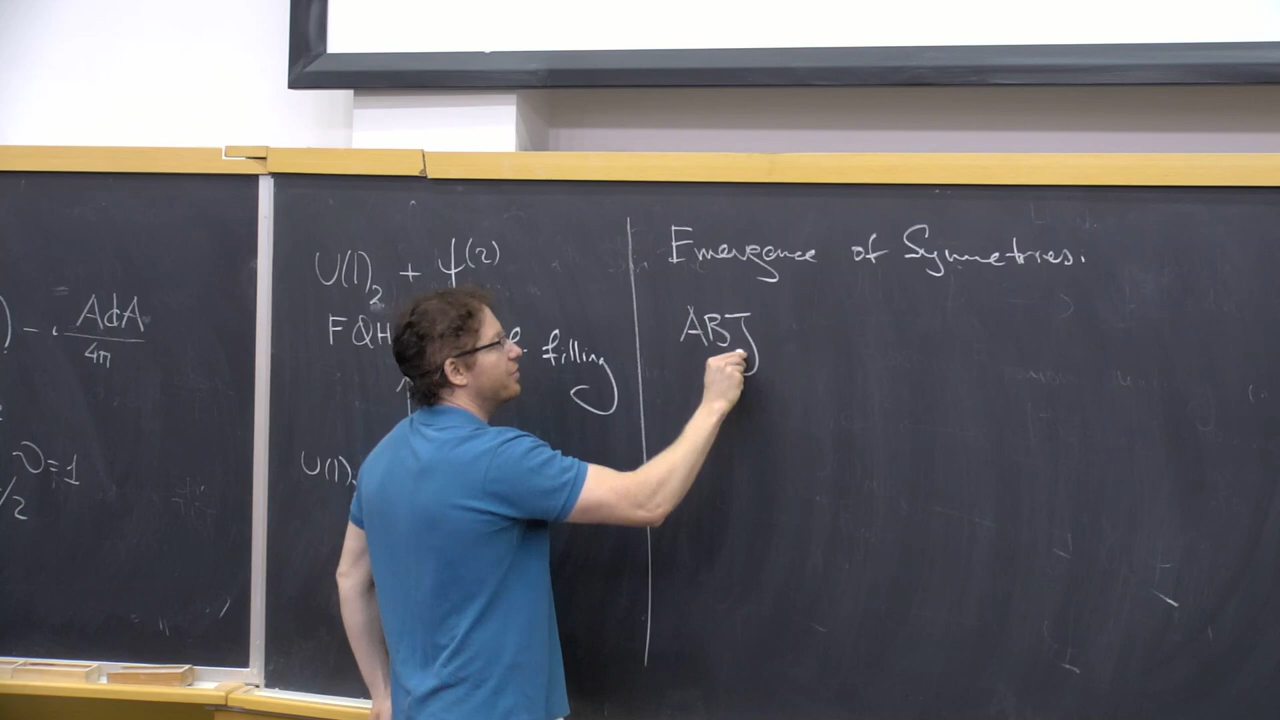 =
) - i AdA
4π
ν=1
/2
U(1)₂ + ψ⁽²⁾
FQH filling
U(1)
Emergence of Symmetries.
ABJ